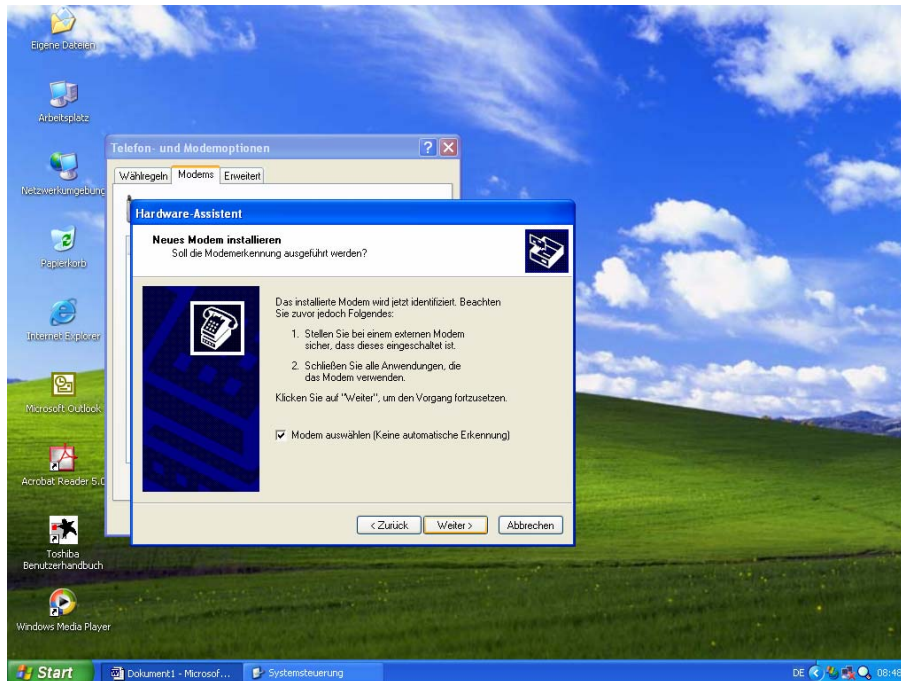 Eigene Dateien
Arbeitsplatz
Netzwerkumgebung
Papierkorb
Internet Explorer
Microsoft Outlook
Acrobat Reader 5.0
Toshiba
Benutzerhandbuch
Windows Media Player
Telefon- und Modemoptionen
Wählregeln Modems Erweitert
Hardware-Assistent
Neues Modem installieren
Soll die Modemerkennung ausgeführt werden?
Das installierte Modem wird jetzt identifiziert. Beachten
Sie zuvor jedoch Folgendes:
1. Stellen Sie bei einem externen Modem
sicher, dass dieses eingeschaltet ist.
2. Schließen Sie alle Anwendungen, die
das Modem verwenden.
Klicken Sie auf "Weiter", um den Vorgang fortzusetzen.
Modem auswählen (Keine automatische Erkennung)
< Zurück Weiter > Abbrechen
Start Dokument1 - Microsof... Systemsteuerung DE 08:48